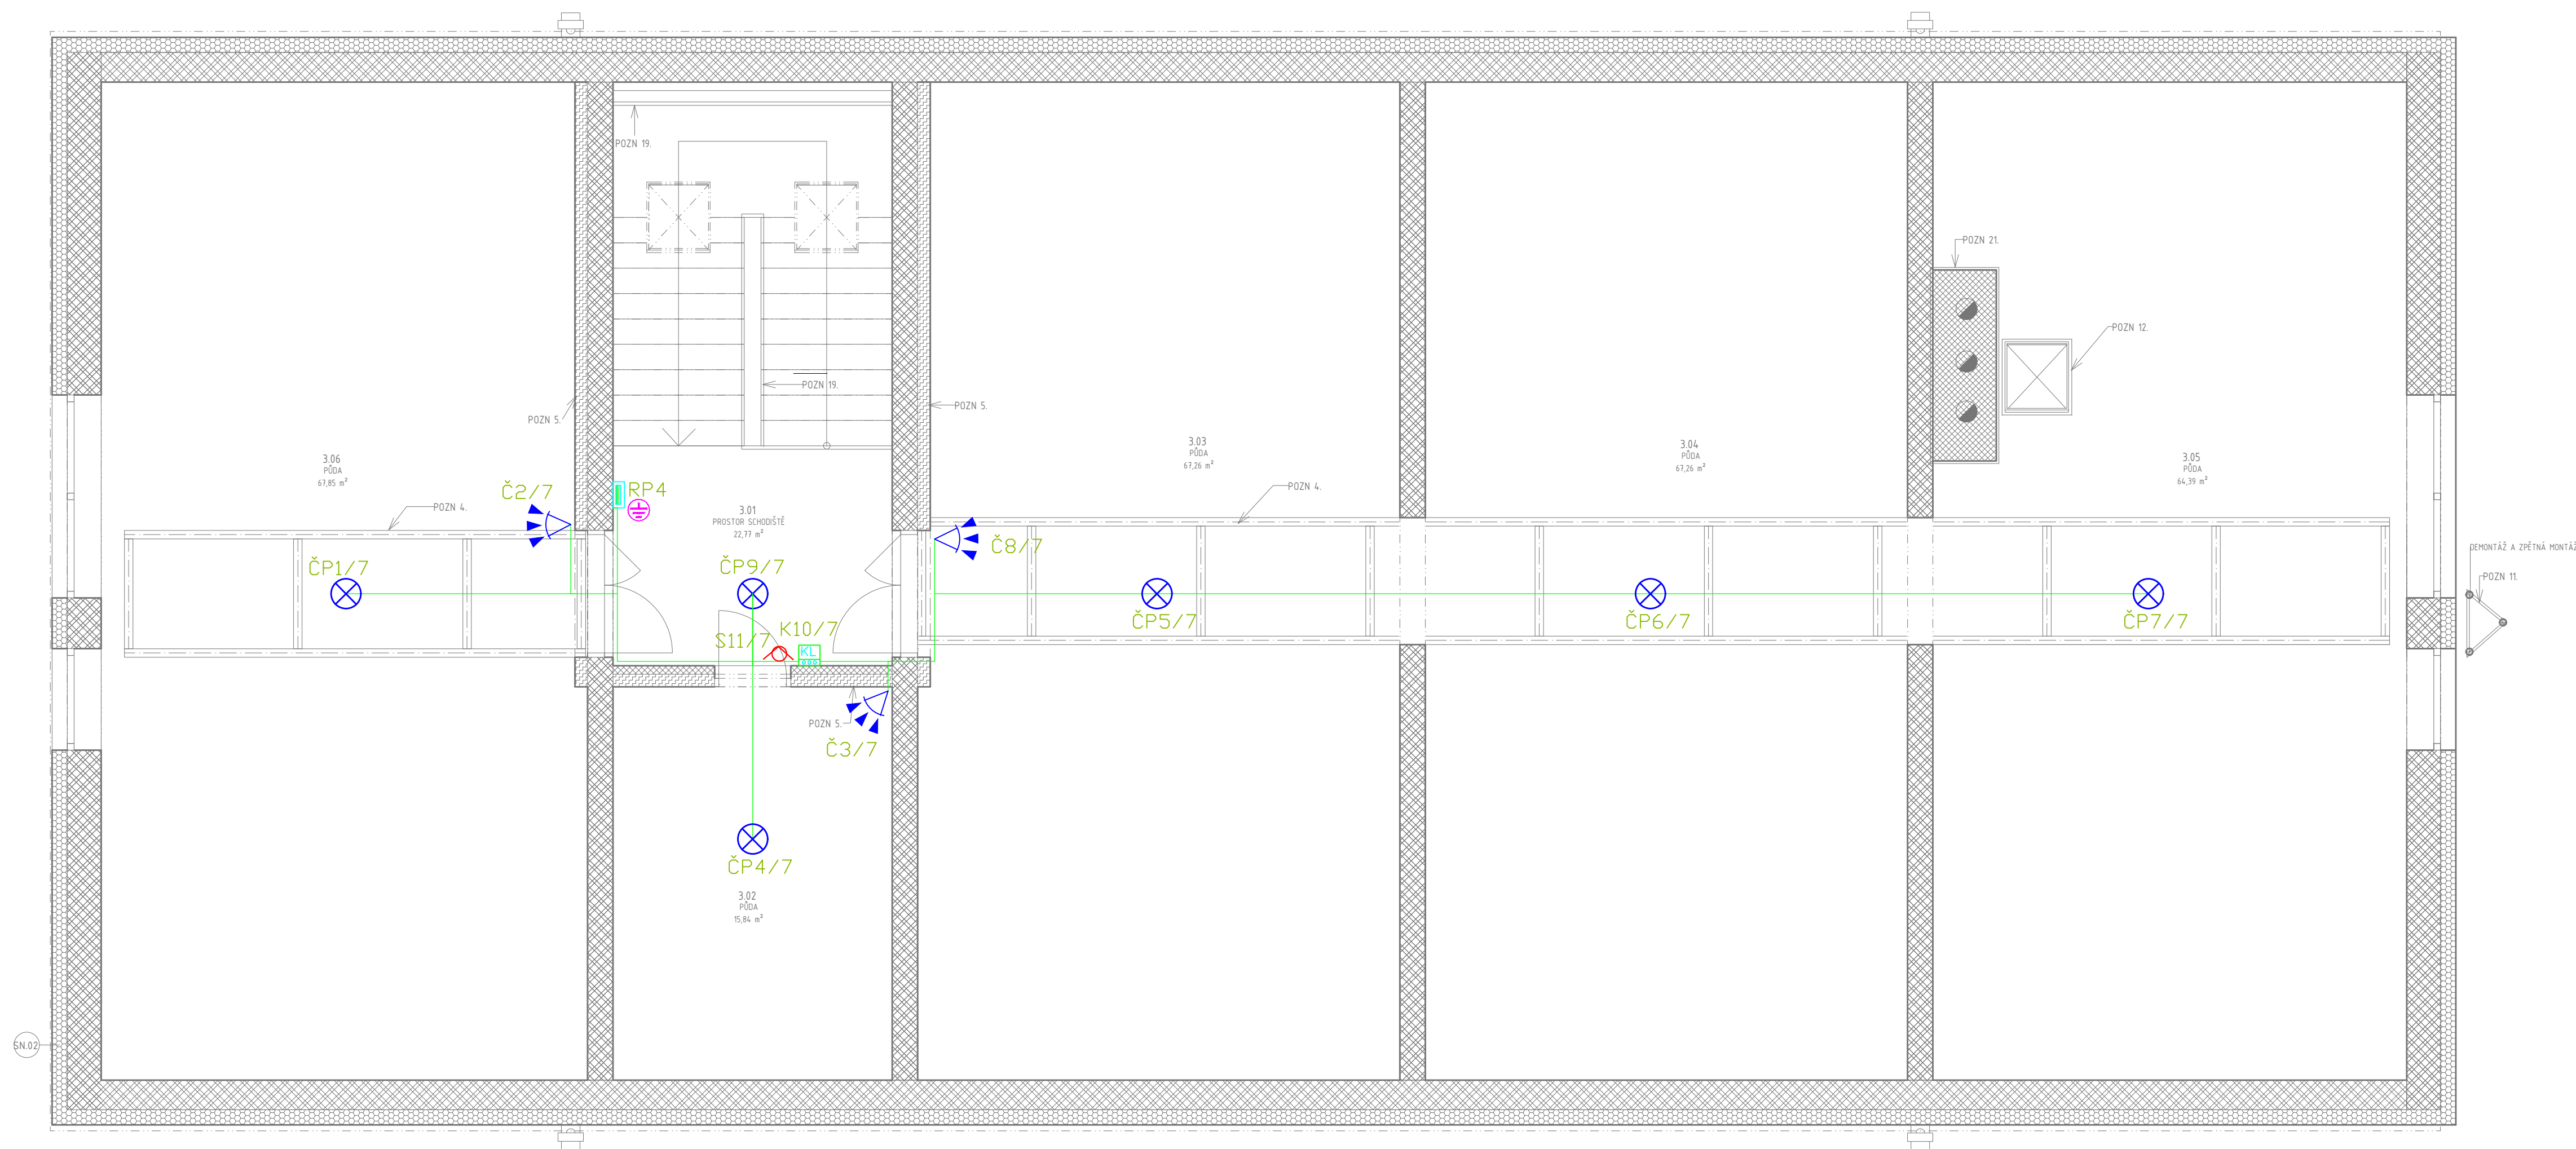 POZN 19.
POZN 21.
POZN 12.
POZN 19.
POZN 5.
POZN 5.
3.06
PŮDA
67,85 m²
3.03
PŮDA
67,26 m²
3.04
PŮDA
67,26 m²
3.05
PŮDA
64,39 m²
Č2/7
RP4
POZN 4.
POZN 4.
3.01
PROSTOR SCHODIŠTĚ
22,77 m²
Č8/7
ČP1/7
ČP9/7
DEMONTÁŽ A ZPĚTNÁ MONTÁŽ
POZN 11.
ČP5/7
ČP6/7
ČP7/7
S11/7
K10/7
KL
POZN 5.
Č3/7
ČP4/7
3.02
PŮDA
15,84 m²
SN.02